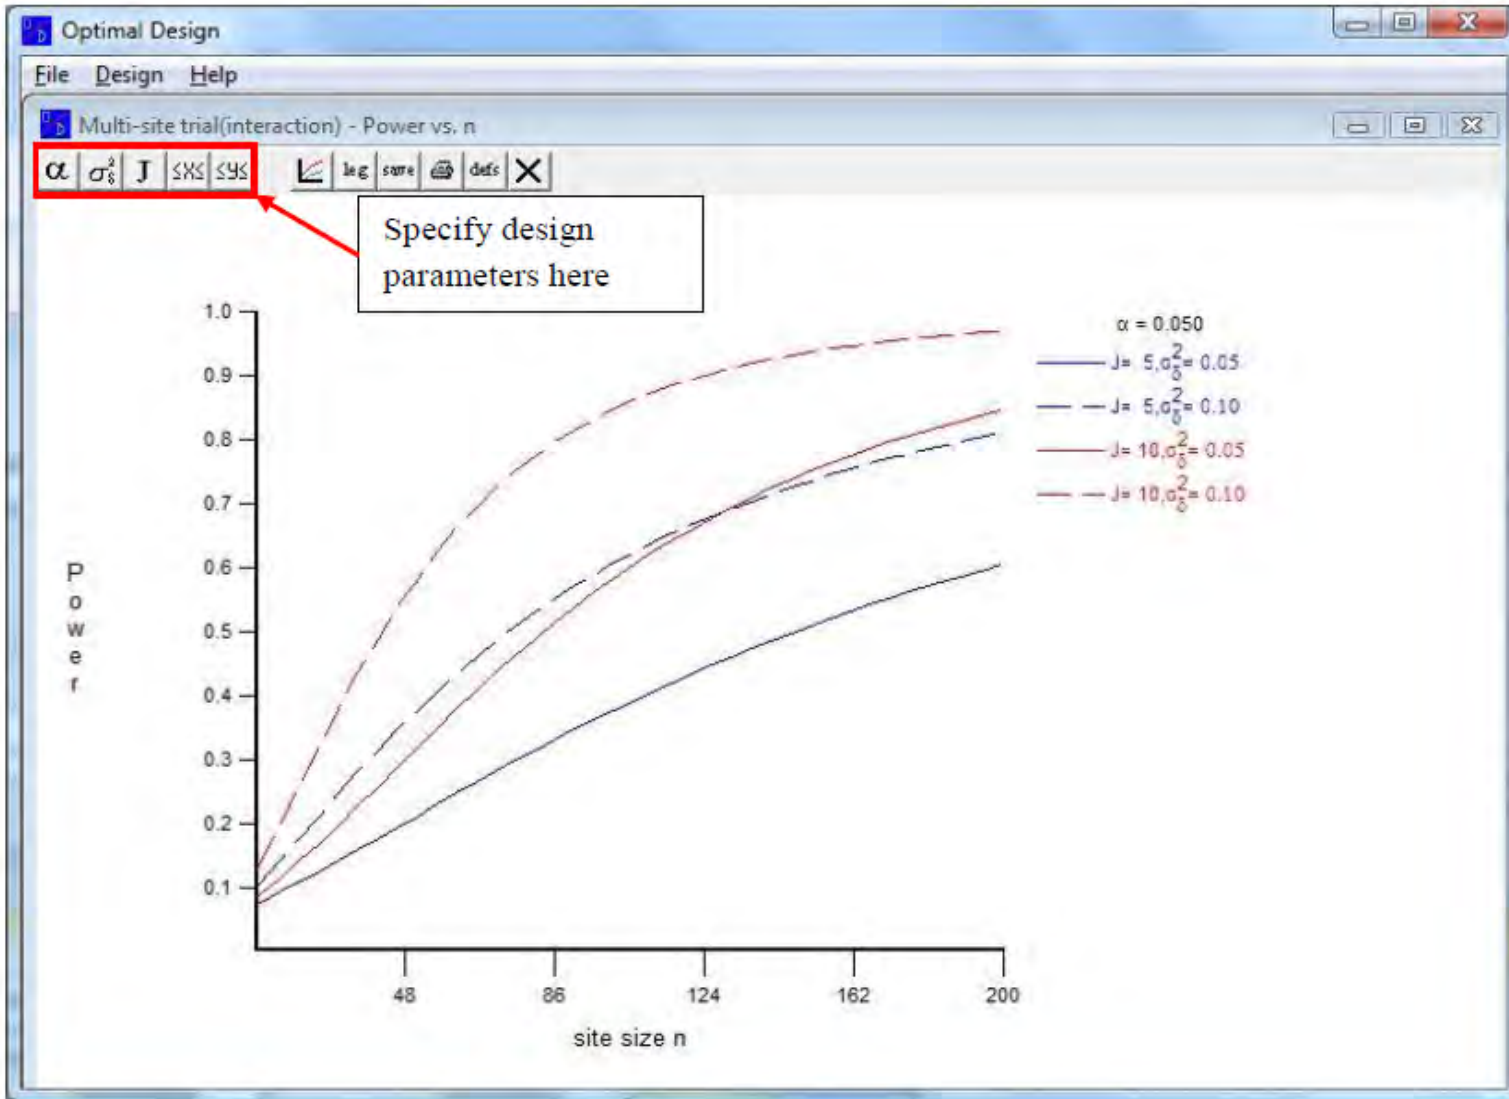 Optimal Design
File Design Help
Multi-site trial(interaction) - Power vs. n
α σ²δ J ≤X≤ ≤y≤ leg save defs
Specify design
parameters here
1.0
0.9
0.8
0.7
0.6
0.5
0.4
0.3
0.2
0.1
Power
48 86 124 162 200
site size n
α = 0.050
J= 5,σ²δ= 0.05
J= 5,σ²δ= 0.10
J= 10,σ²δ= 0.05
J= 10,σ²δ= 0.10